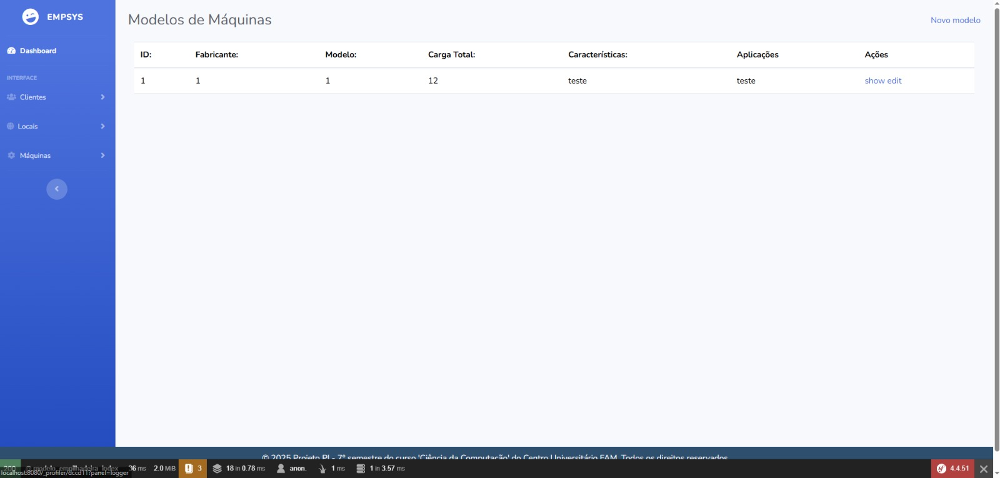 EMPSYS
Modelos de Máquinas
Novo modelo
Dashboard
INTERFACE
Clientes
Locais
Máquinas
ID: Fabricante: Modelo: Carga Total: Características: Aplicações Ações
1 1 1 12 teste teste show edit
© 2025 Projeto PI - 7º semestre do curso 'Ciência da Computação' do Centro Universitário FAM. Todos os direitos reservados
200 @ modelo_empilhadeira_index 36 ms 2.0 MiB 3 18 in 0.78 ms anon. 1 ms 1 in 3.57 ms 4.4.51
localhost:8080/_profiler/dccd11?panel=logger